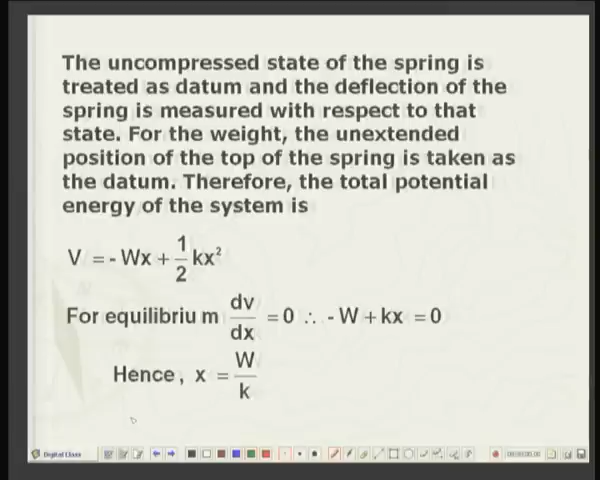 The uncompressed state of the spring is
treated as datum and the deflection of the
spring is measured with respect to that
state. For the weight, the unextended
position of the top of the spring is taken as
the datum. Therefore, the total potential
energy of the system is
V = - Wx + 1/2 kx²
For equilibriu m dv/dx = 0 ∴ - W + kx = 0
Hence , x = W/k
Digital Class